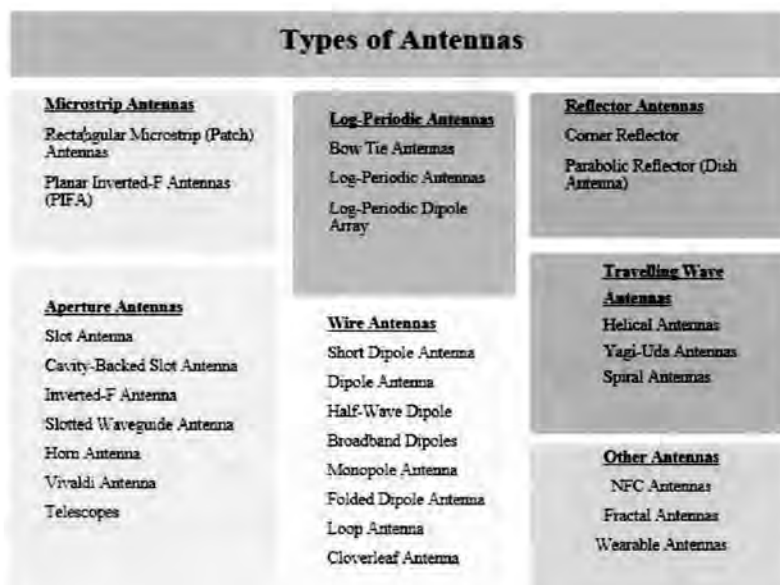 Types of Antennas
Microstrip Antennas
Rectangular Microstrip (Patch)
Antennas
Planar Inverted-F Antennas
(PIFA)
Aperture Antennas
Slot Antenna
Cavity-Backed Slot Antenna
Inverted-F Antenna
Slotted Waveguide Antenna
Horn Antenna
Vivaldi Antenna
Telescopes
Log-Periodic Antennas
Bow Tie Antennas
Log-Periodic Antennas
Log-Periodic Dipole
Array
Wire Antennas
Short Dipole Antenna
Dipole Antenna
Half-Wave Dipole
Broadband Dipoles
Monopole Antenna
Folded Dipole Antenna
Loop Antenna
Cloverleaf Antenna
Reflector Antennas
Corner Reflector
Parabolic Reflector (Dish
Antenna)
Travelling Wave
Antennas
Helical Antennas
Yagi-Uda Antennas
Spiral Antennas
Other Antennas
NFC Antennas
Fractal Antennas
Wearable Antennas